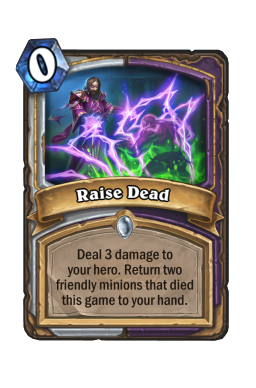 0
Raise Dead
Deal 3 damage to
your hero. Return two
friendly minions that died
this game to your hand.